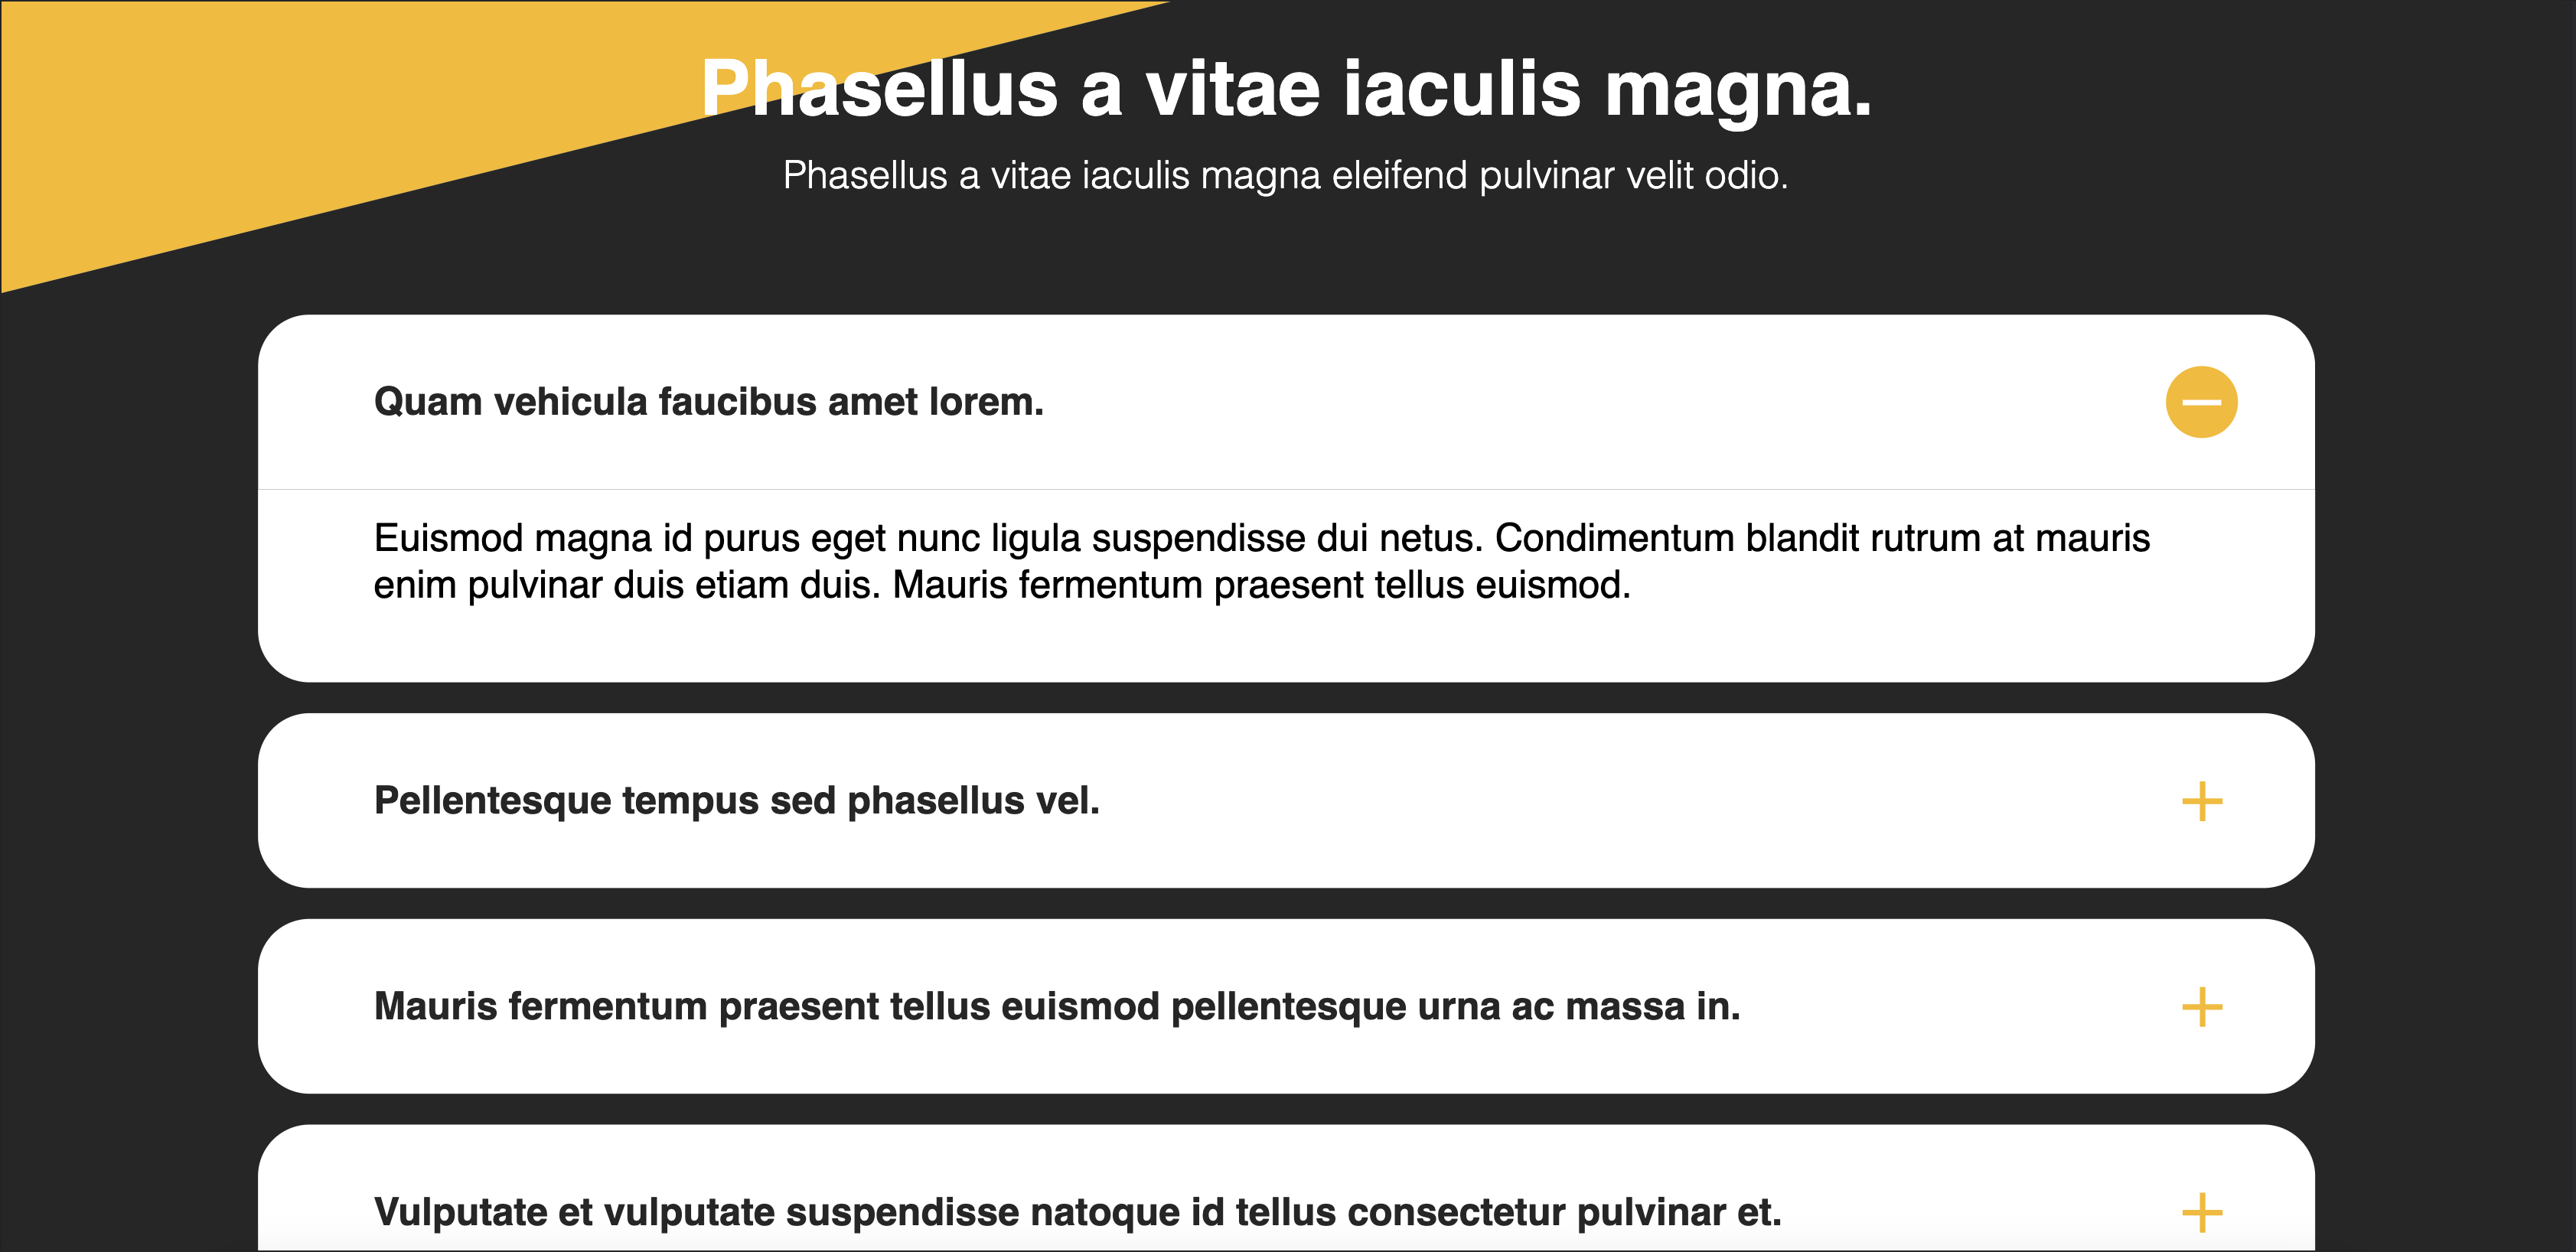 Phasellus a vitae iaculis magna.
Phasellus a vitae iaculis magna eleifend pulvinar velit odio.
Quam vehicula faucibus amet lorem.
Euismod magna id purus eget nunc ligula suspendisse dui netus. Condimentum blandit rutrum at mauris
enim pulvinar duis etiam duis. Mauris fermentum praesent tellus euismod.
Pellentesque tempus sed phasellus vel.
Mauris fermentum praesent tellus euismod pellentesque urna ac massa in.
Vulputate et vulputate suspendisse natoque id tellus consectetur pulvinar et.